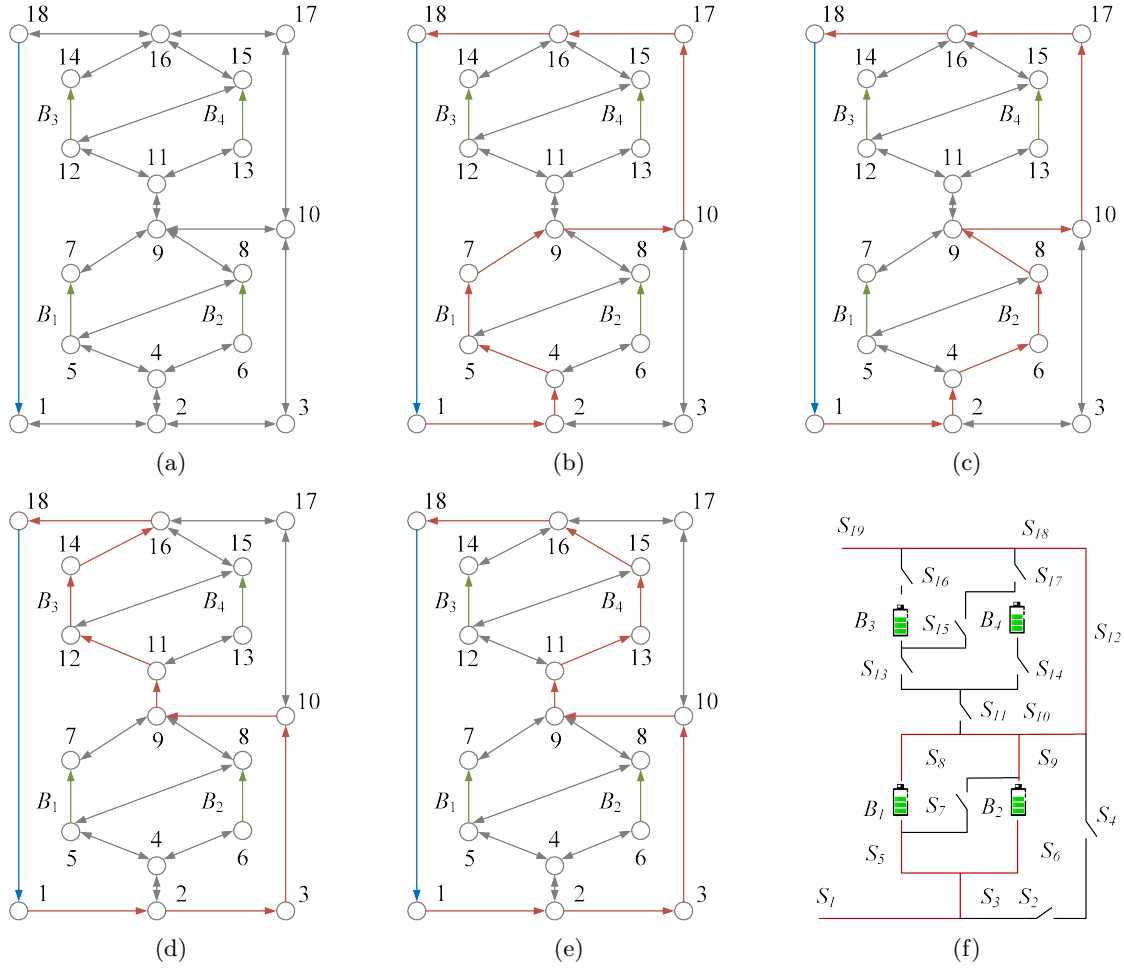 18 17
16
14 15
B3 B4
12 11 13
10
7 9 8
B1 B2
5 4 6
1 2 3
(a)
18 17
16
14 15
B3 B4
12 11 13
10
7 9 8
B1 B2
5 4 6
1 2 3
(b)
18 17
16
14 15
B3 B4
12 11 13
10
7 9 8
B1 B2
5 4 6
1 2 3
(c)
18 17
16
14 15
B3 B4
12 11 13
10
7 9 8
B1 B2
5 4 6
1 2 3
(d)
18 17
16
14 15
B3 B4
12 11 13
10
7 9 8
B1 B2
5 4 6
1 2 3
(e)
S19 S18
S16 S17
B3 S15 B4
S12
S13 S14
S11 S10
S8 S9
B1 S7 B2
S4
S5 S6
S1 S3 S2
(f)